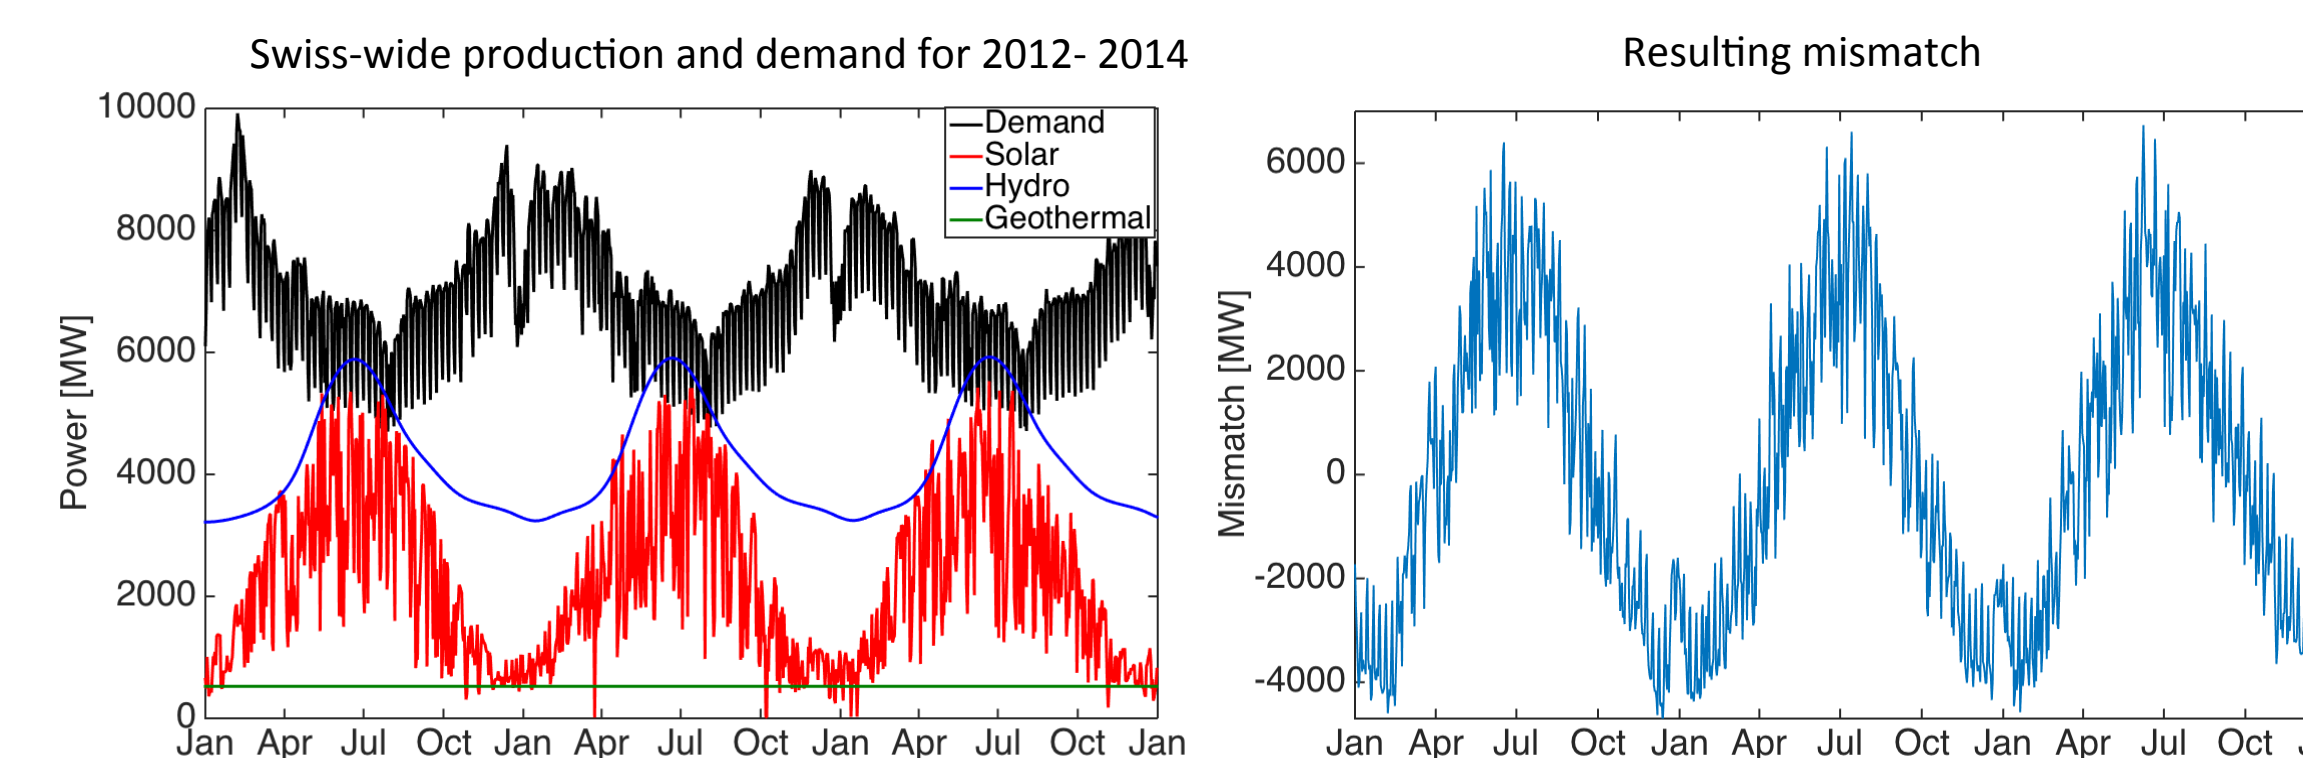 Swiss-wide production and demand for 2012- 2014
Power [MW]
10000
8000
6000
4000
2000
0
Demand
Solar
Hydro
Geothermal
Jan Apr Jul Oct Jan Apr Jul Oct Jan Apr Jul Oct Jan
Resulting mismatch
Mismatch [MW]
6000
4000
2000
0
-2000
-4000
Jan Apr Jul Oct Jan Apr Jul Oct Jan Apr Jul Oct